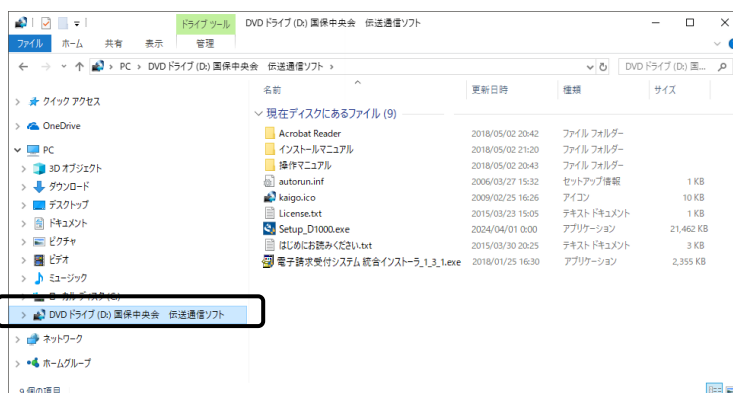 ドライブ ツール
DVD ドライブ (D:) 国保中央会 伝送通信ソフト
ファイル ホーム 共有 表示 管理
PC › DVD ドライブ (D:) 国保中央会 伝送通信ソフト ›
DVD ドライブ (D:) 国...
名前 更新日時 種類 サイズ
クイック アクセス
OneDrive
PC
3D オブジェクト
ダウンロード
デスクトップ
ドキュメント
ピクチャ
ビデオ
ミュージック
DVD ドライブ (D:) 国保中央会 伝送通信ソフト
ネットワーク
ホームグループ
現在ディスクにあるファイル (9)
Acrobat Reader 2018/05/02 20:42 ファイル フォルダー
インストールマニュアル 2018/05/02 21:20 ファイル フォルダー
操作マニュアル 2018/05/02 20:43 ファイル フォルダー
autorun.inf 2006/03/27 15:32 セットアップ情報 1 KB
kaigo.ico 2009/02/25 16:26 アイコン 10 KB
License.txt 2015/03/23 15:05 テキスト ドキュメント 1 KB
Setup_D1000.exe 2024/04/01 0:00 アプリケーション 21,462 KB
はじめにお読みください.txt 2015/03/30 20:25 テキスト ドキュメント 3 KB
電子請求受付システム 統合インストーラ_1_3_1.exe 2018/01/25 16:30 アプリケーション 2,355 KB
9 個の項目